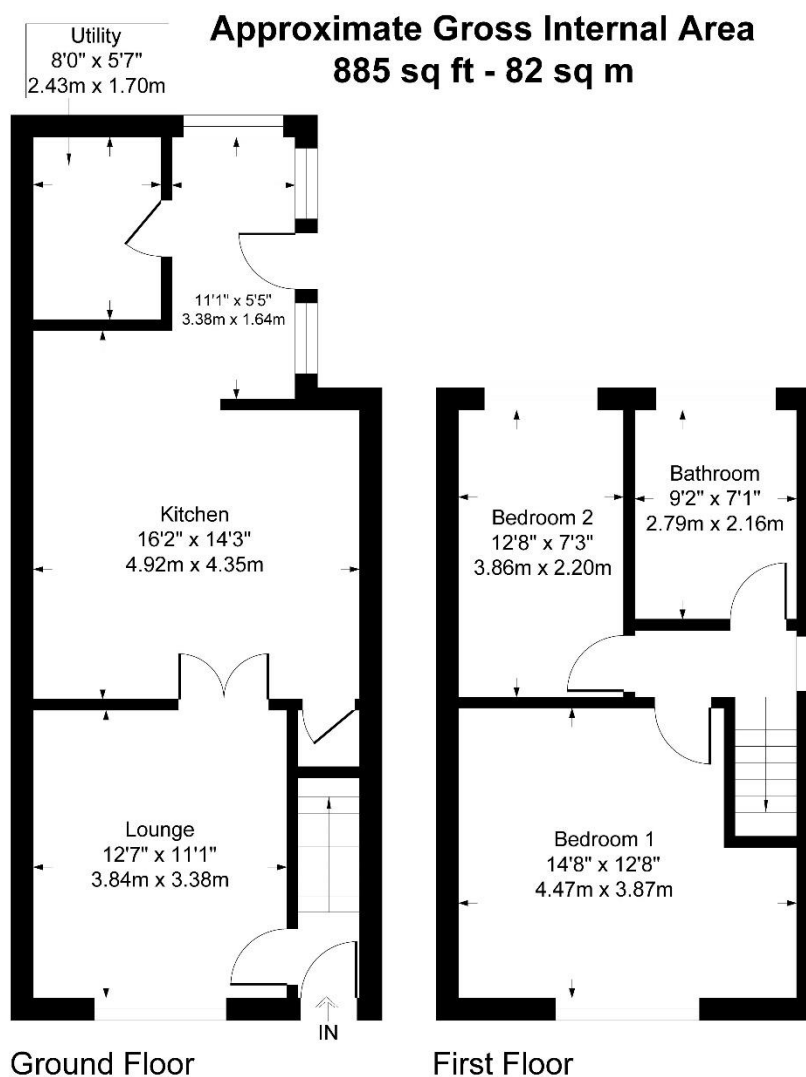 Approximate Gross Internal Area
885 sq ft - 82 sq m
Utility
8'0" x 5'7"
2.43m x 1.70m
11'1" x 5'5"
3.38m x 1.64m
Kitchen
16'2" x 14'3"
4.92m x 4.35m
Lounge
12'7" x 11'1"
3.84m x 3.38m
IN
Ground Floor
Bedroom 2
12'8" x 7'3"
3.86m x 2.20m
Bathroom
9'2" x 7'1"
2.79m x 2.16m
Bedroom 1
14'8" x 12'8"
4.47m x 3.87m
First Floor